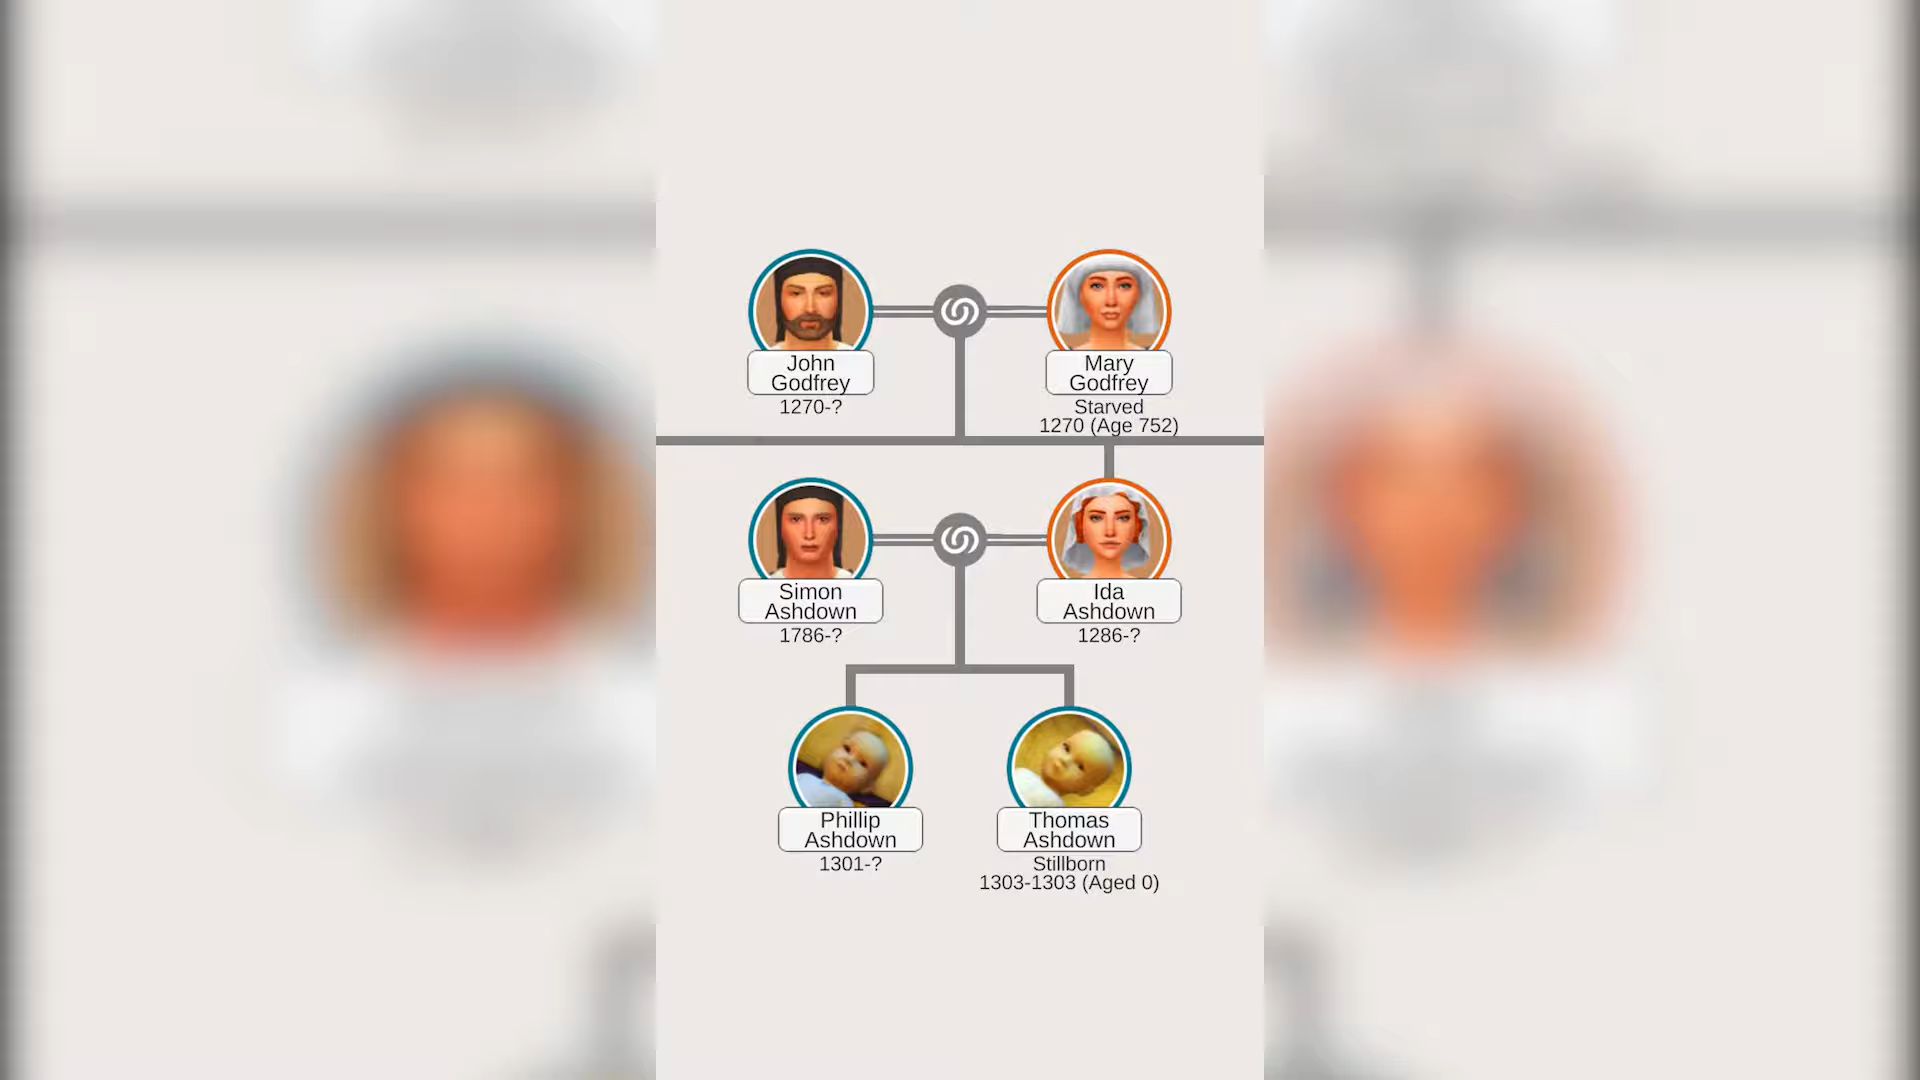 John
Godfrey
1270-?
Mary
Godfrey
Starved
1270 (Age 752)
Simon
Ashdown
1786-?
Ida
Ashdown
1286-?
Phillip
Ashdown
1301-?
Thomas
Ashdown
Stillborn
1303-1303 (Aged 0)